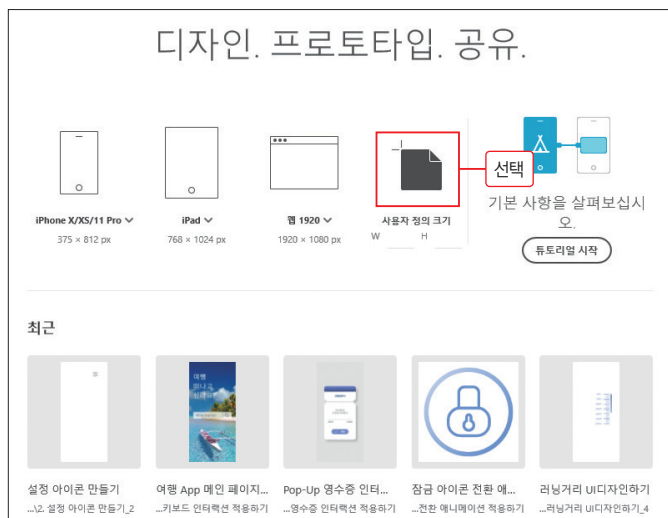 디자인. 프로토타입. 공유.
선택
iPhone X/XS/11 Pro
375 × 812 px
iPad
768 × 1024 px
웹 1920
1920 × 1080 px
사용자 정의 크기
W H
기본 사항을 살펴보십시
오.
튜토리얼 시작
최근
여행
떠나고
설정 아이콘 만들기
...\2. 설정 아이콘 만들기_2
여행 App 메인 페이지...
...키보드 인터랙션 적용하기
Pop-Up 영수증 인터...
...영수증 인터랙션 적용하기
잠금 아이콘 전환 애...
...전환 애니메이션 적용하기
러닝거리 UI디자인하기
...러닝거리 UI디자인하기_4